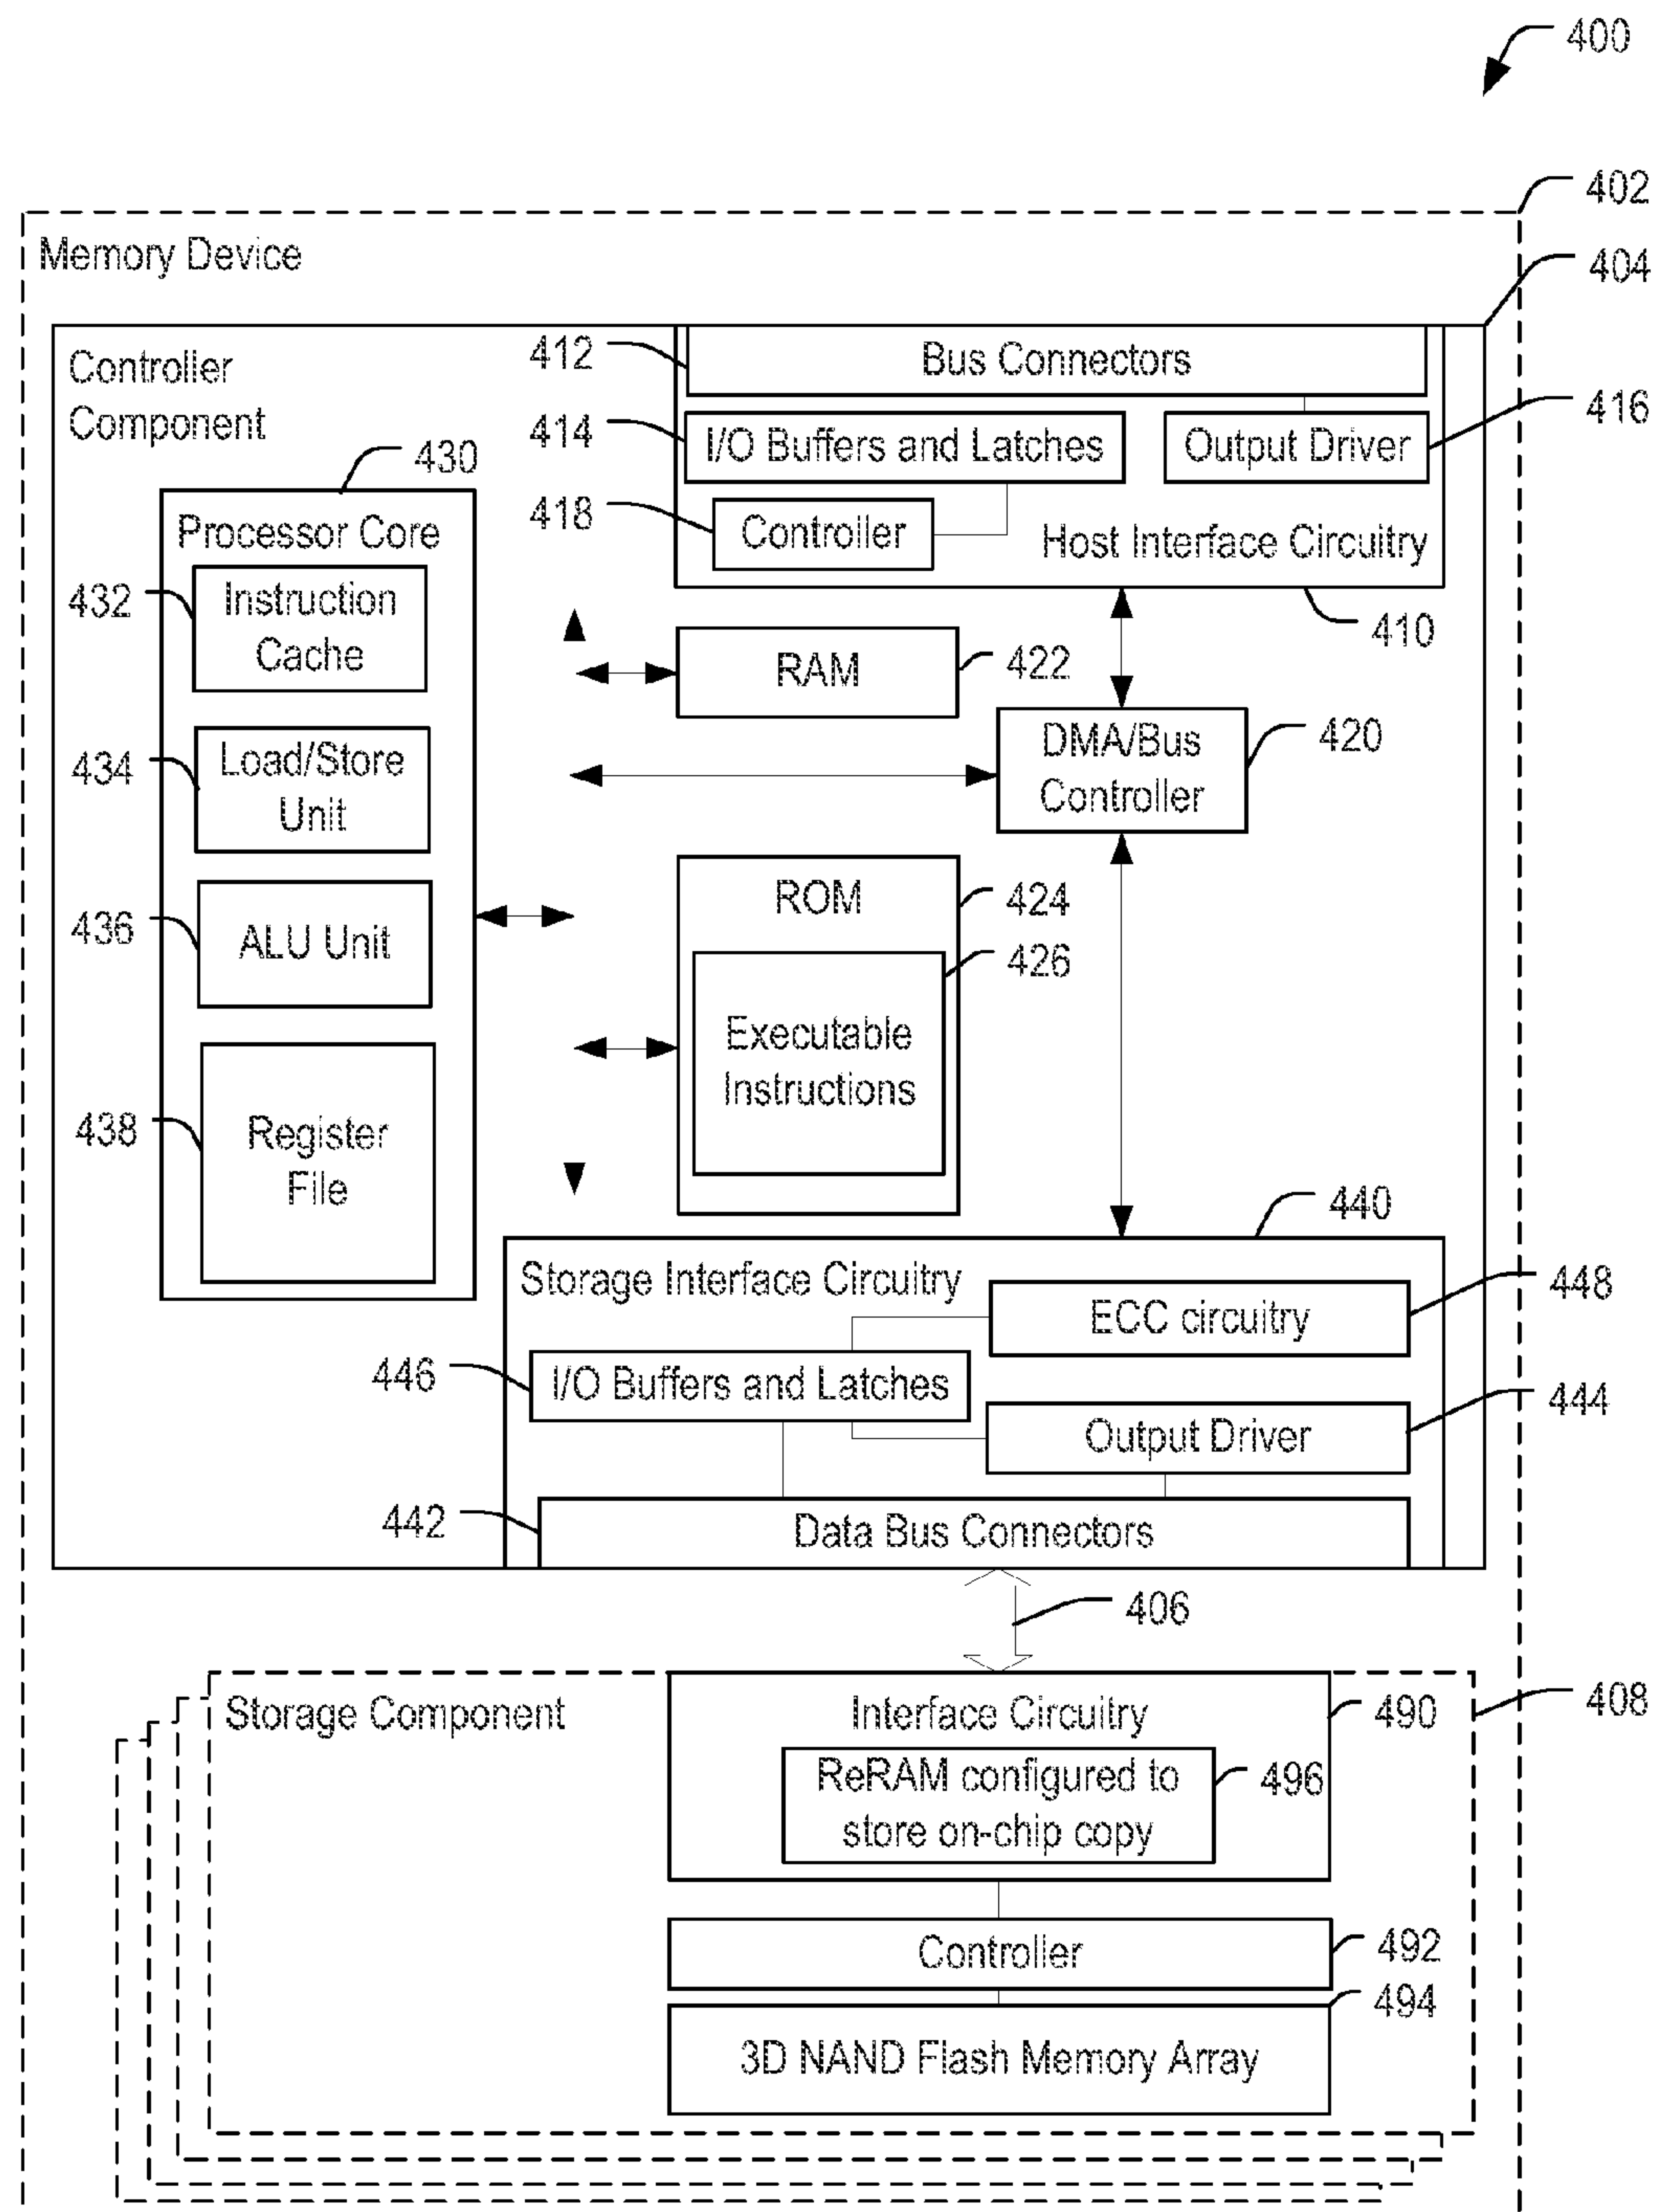 400
402
Memory Device
404
Controller
Component
412
Bus Connectors
414
I/O Buffers and Latches
Output Driver
416
430
418
Controller
Host Interface Circuitry
410
Processor Core
432
Instruction
Cache
RAM
422
434
Load/Store
Unit
DMA/Bus
Controller
420
436
ALU Unit
ROM
424
426
Executable
Instructions
438
Register
File
440
Storage Interface Circuitry
ECC circuitry
448
446
I/O Buffers and Latches
444
Output Driver
442
Data Bus Connectors
406
Storage Component
Interface Circuitry
490
408
ReRAM configured to
store on-chip copy
496
Controller
492
494
3D NAND Flash Memory Array